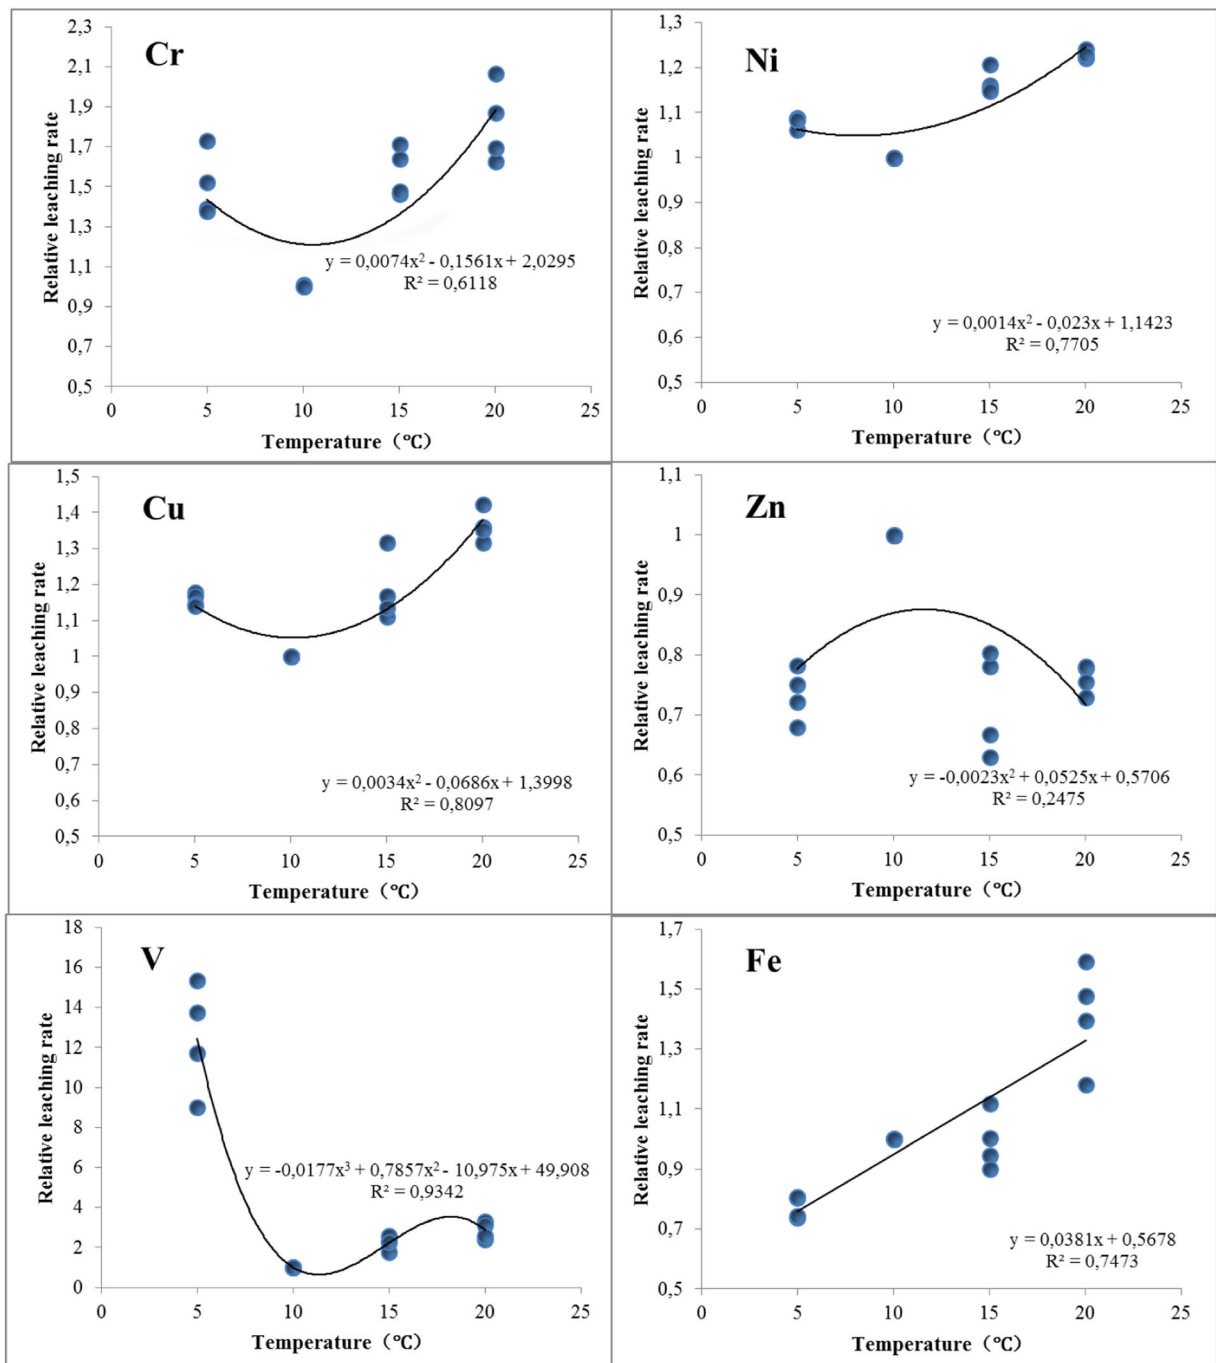 Cr
Relative leaching rate
2,3
2,1
1,9
1,7
1,5
1,3
1,1
0,9
0,7
0,5
y = 0,0074x² - 0,1561x + 2,0295
R² = 0,6118
0 5 10 15 20 25
Temperature (℃)
Ni
Relative leaching rate
1,3
1,2
1,1
1
0,9
0,8
0,7
0,6
0,5
y = 0,0014x² - 0,023x + 1,1423
R² = 0,7705
0 5 10 15 20 25
Temperature (℃)
Cu
Relative leaching rate
1,5
1,4
1,3
1,2
1,1
1
0,9
0,8
0,7
0,6
0,5
y = 0,0034x² - 0,0686x + 1,3998
R² = 0,8097
0 5 10 15 20 25
Temperature (℃)
Zn
Relative leaching rate
1,1
1
0,9
0,8
0,7
0,6
0,5
y = -0,0023x² + 0,0525x + 0,5706
R² = 0,2475
0 5 10 15 20 25
Temperature (℃)
V
Relative leaching rate
18
16
14
12
10
8
6
4
2
0
y = -0,0177x³ + 0,7857x² - 10,975x + 49,908
R² = 0,9342
0 5 10 15 20 25
Temperature (℃)
Fe
Relative leaching rate
1,7
1,5
1,3
1,1
0,9
0,7
0,5
y = 0,0381x + 0,5678
R² = 0,7473
0 5 10 15 20 25
Temperature (℃)